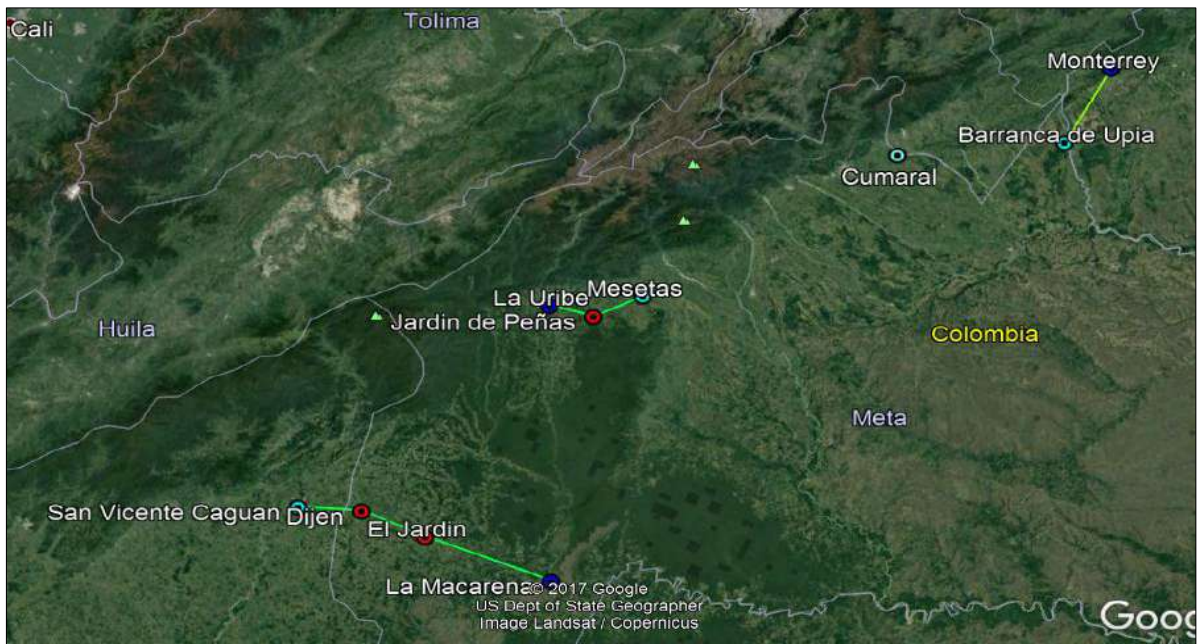 Cali
Tolima
Monterrey
Barranca de Upia
Cumaral
Mesetas
La Uribe
Jardin de Peñas
Huila
Colombia
Meta
San Vicente Caguan
Dijen
El Jardin
La Macarena
© 2017 Google
US Dept of State Geographer
Image Landsat / Copernicus
Goo